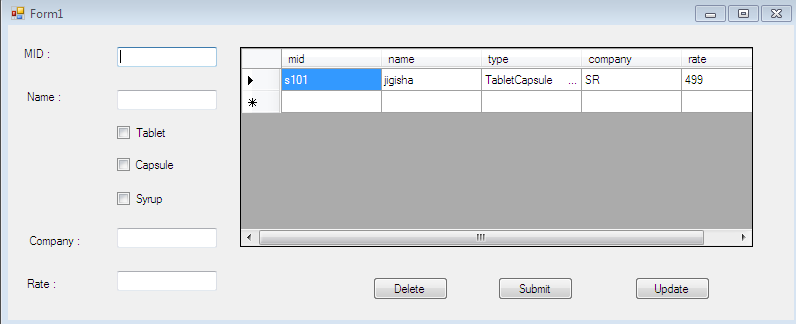 Form1
MID :
Name :
Tablet
Capsule
Syrup
Company :
Rate :
mid name type company rate
s101 jigisha TabletCapsule ... SR 499
Delete Submit Update